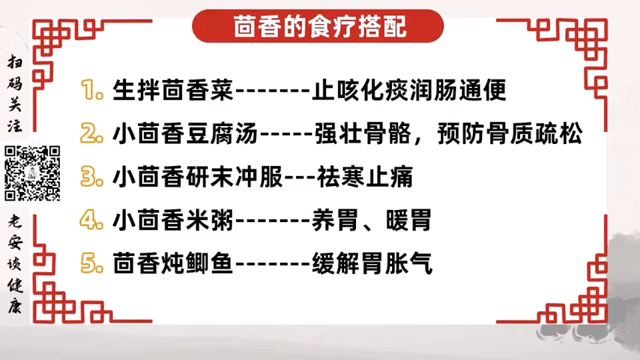 茴香的食疗搭配
扫码关注
1. 生拌茴香菜-------止咳化痰润肠通便
2. 小茴香豆腐汤-----强壮骨骼，预防骨质疏松
3. 小茴香研末冲服---祛寒止痛
4. 小茴香米粥-------养胃、暖胃
5. 茴香炖鲫鱼-------缓解胃胀气
老安谈健康